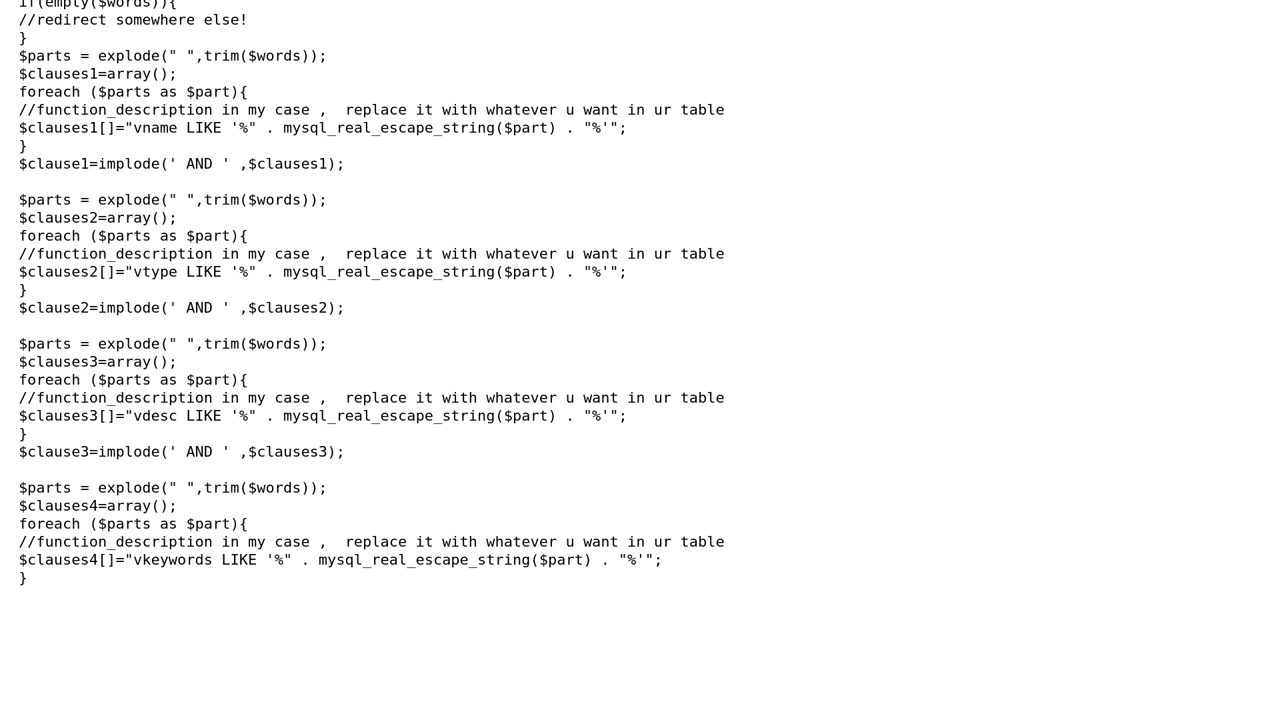 if(empty($words)){
//redirect somewhere else!
}
$parts = explode(" ",trim($words));
$clauses1=array();
foreach ($parts as $part){
//function_description in my case ,  replace it with whatever u want in ur table
$clauses1[]="vname LIKE '%" . mysql_real_escape_string($part) . "%'";
}
$clause1=implode(' AND ' ,$clauses1);

$parts = explode(" ",trim($words));
$clauses2=array();
foreach ($parts as $part){
//function_description in my case ,  replace it with whatever u want in ur table
$clauses2[]="vtype LIKE '%" . mysql_real_escape_string($part) . "%'";
}
$clause2=implode(' AND ' ,$clauses2);

$parts = explode(" ",trim($words));
$clauses3=array();
foreach ($parts as $part){
//function_description in my case ,  replace it with whatever u want in ur table
$clauses3[]="vdesc LIKE '%" . mysql_real_escape_string($part) . "%'";
}
$clause3=implode(' AND ' ,$clauses3);

$parts = explode(" ",trim($words));
$clauses4=array();
foreach ($parts as $part){
//function_description in my case ,  replace it with whatever u want in ur table
$clauses4[]="vkeywords LIKE '%" . mysql_real_escape_string($part) . "%'";
}